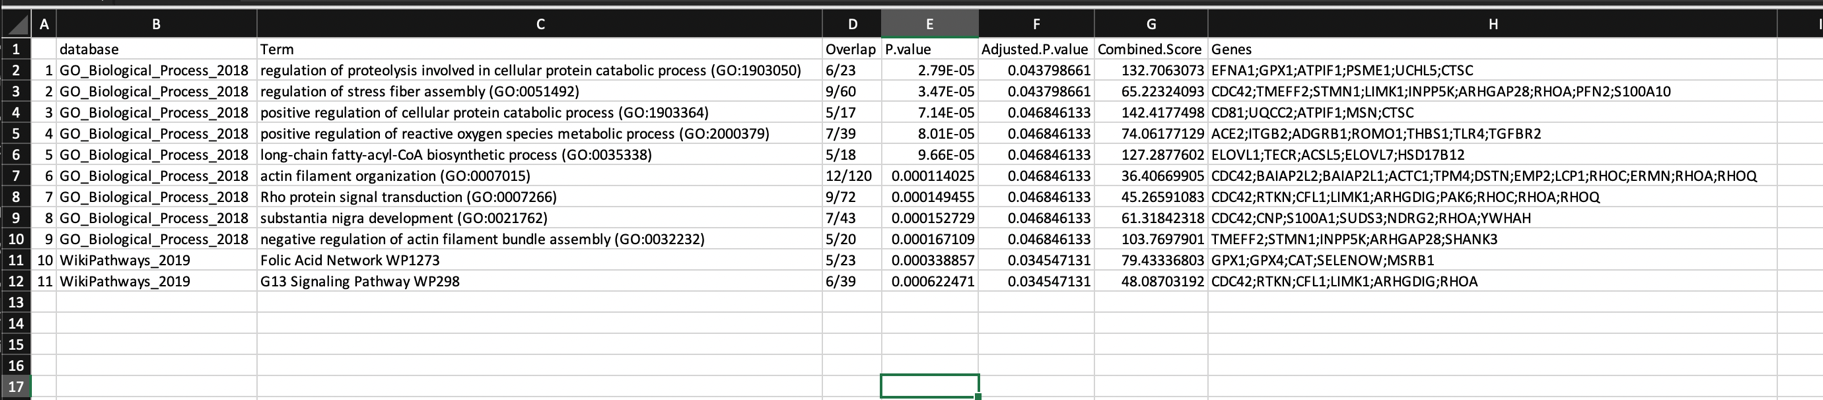 A B C D E F G H I
1 database Term Overlap P.value Adjusted.P.value Combined.Score Genes
2 1 GO_Biological_Process_2018 regulation of proteolysis involved in cellular protein catabolic process (GO:1903050) 6/23 2.79E-05 0.043798661 132.7063073 EFNA1;GPX1;ATPIF1;PSME1;UCHL5;CTSC
3 2 GO_Biological_Process_2018 regulation of stress fiber assembly (GO:0051492) 9/60 3.47E-05 0.043798661 65.22324093 CDC42;TMEFF2;STMN1;LIMK1;INPP5K;ARHGAP28;RHOA;PFN2;S100A10
4 3 GO_Biological_Process_2018 positive regulation of cellular protein catabolic process (GO:1903364) 5/17 7.14E-05 0.046846133 142.4177498 CD81;UQCC2;ATPIF1;MSN;CTSC
5 4 GO_Biological_Process_2018 positive regulation of reactive oxygen species metabolic process (GO:2000379) 7/39 8.01E-05 0.046846133 74.06177129 ACE2;ITGB2;ADGRB1;ROMO1;THBS1;TLR4;TGFBR2
6 5 GO_Biological_Process_2018 long-chain fatty-acyl-CoA biosynthetic process (GO:0035338) 5/18 9.66E-05 0.046846133 127.2877602 ELOVL1;TECR;ACSL5;ELOVL7;HSD17B12
7 6 GO_Biological_Process_2018 actin filament organization (GO:0007015) 12/120 0.000114025 0.046846133 36.40669905 CDC42;BAIAP2L2;BAIAP2L1;ACTC1;TPM4;DSTN;EMP2;LCP1;RHOC;ERMN;RHOA;RHOQ
8 7 GO_Biological_Process_2018 Rho protein signal transduction (GO:0007266) 9/72 0.000149455 0.046846133 45.26591083 CDC42;RTKN;CFL1;LIMK1;ARHGDIG;PAK6;RHOC;RHOA;RHOQ
9 8 GO_Biological_Process_2018 substantia nigra development (GO:0021762) 7/43 0.000152729 0.046846133 61.31842318 CDC42;CNP;S100A1;SUDS3;NDRG2;RHOA;YWHAH
10 9 GO_Biological_Process_2018 negative regulation of actin filament bundle assembly (GO:0032232) 5/20 0.000167109 0.046846133 103.7697901 TMEFF2;STMN1;INPP5K;ARHGAP28;SHANK3
11 10 WikiPathways_2019 Folic Acid Network WP1273 5/23 0.000338857 0.034547131 79.43336803 GPX1;GPX4;CAT;SELENOW;MSRB1
12 11 WikiPathways_2019 G13 Signaling Pathway WP298 6/39 0.000622471 0.034547131 48.08703192 CDC42;RTKN;CFL1;LIMK1;ARHGDIG;RHOA
13
14
15
16
17